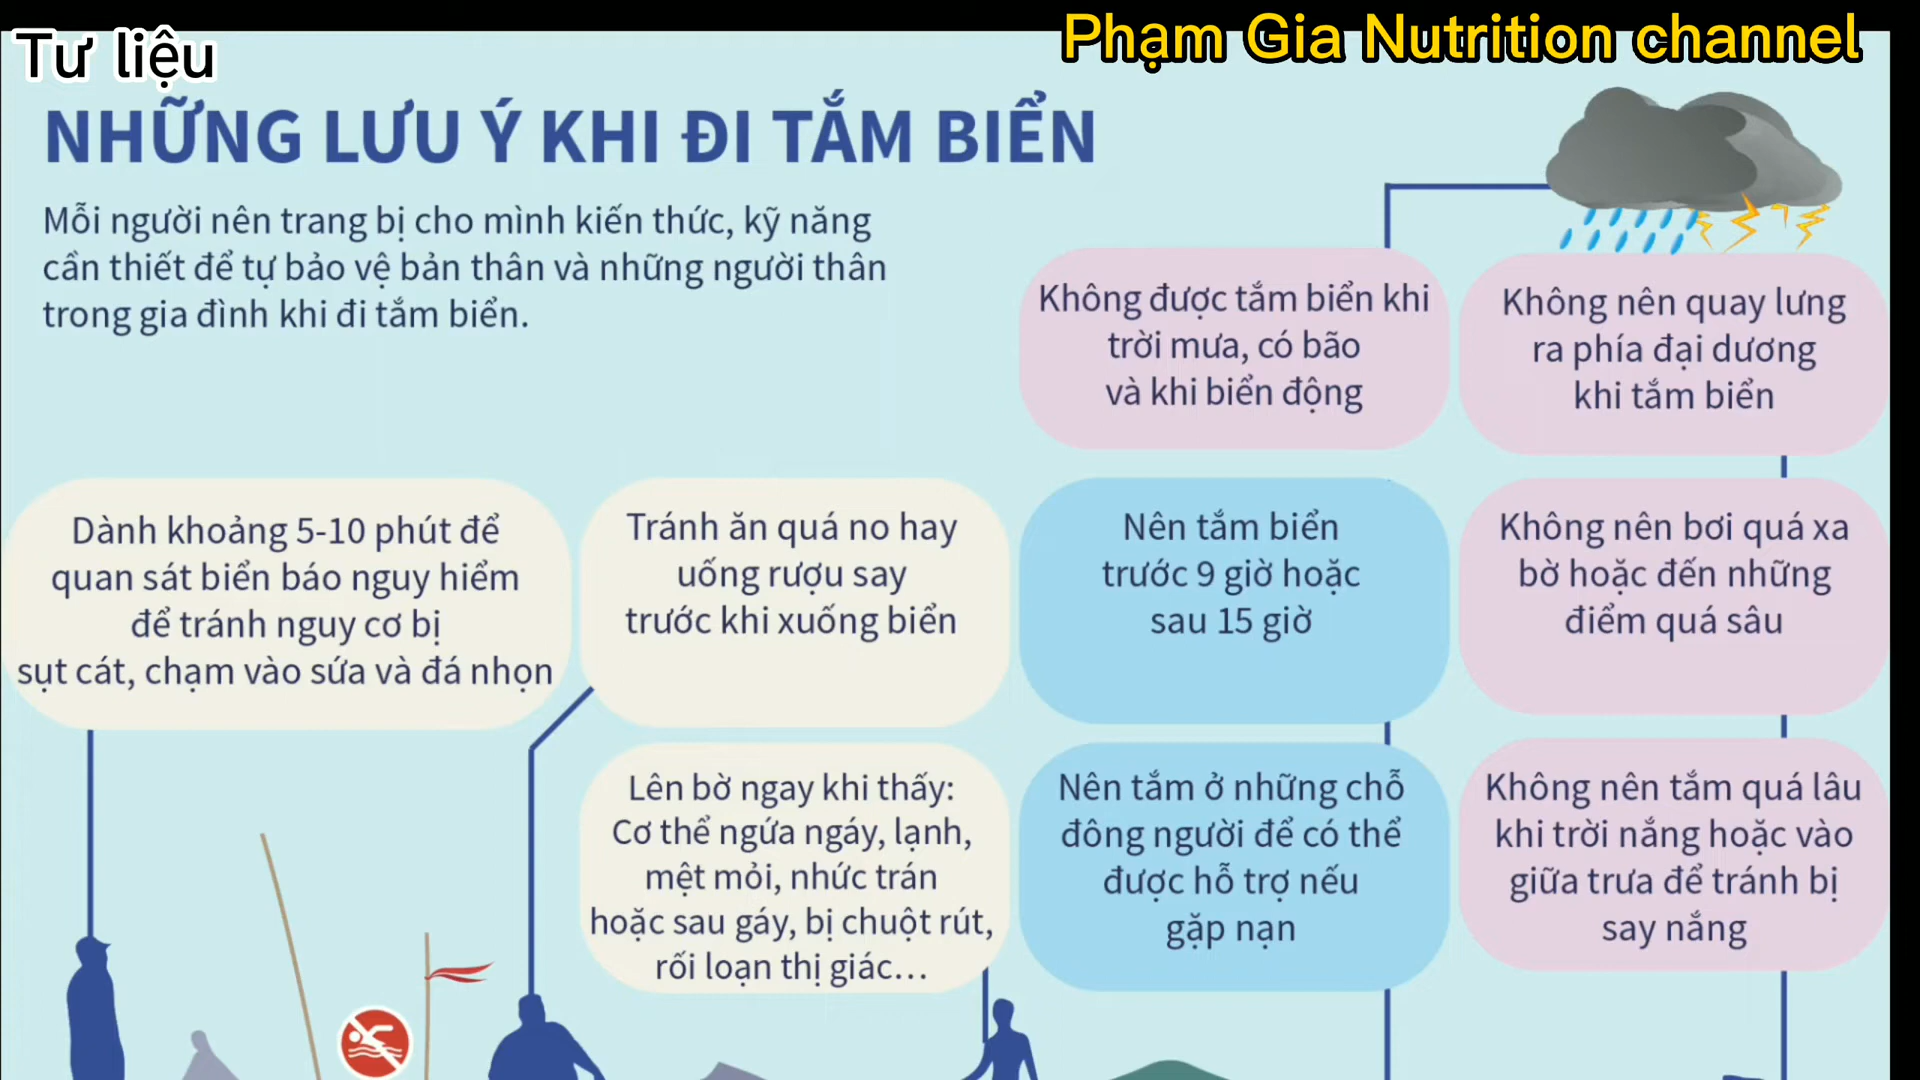 Tư liệu
Phạm Gia Nutrition channel
NHỮNG LƯU Ý KHI ĐI TẮM BIỂN
Mỗi người nên trang bị cho mình kiến thức, kỹ năng
cần thiết để tự bảo vệ bản thân và những người thân
trong gia đình khi đi tắm biển.
Không được tắm biển khi
trời mưa, có bão
và khi biển động
Không nên quay lưng
ra phía đại dương
khi tắm biển
Dành khoảng 5-10 phút để
quan sát biển báo nguy hiểm
để tránh nguy cơ bị
sụt cát, chạm vào sứa và đá nhọn
Tránh ăn quá no hay
uống rượu say
trước khi xuống biển
Nên tắm biển
trước 9 giờ hoặc
sau 15 giờ
Không nên bơi quá xa
bờ hoặc đến những
điểm quá sâu
Lên bờ ngay khi thấy:
Cơ thể ngứa ngáy, lạnh,
mệt mỏi, nhức trán
hoặc sau gáy, bị chuột rút,
rối loạn thị giác...
Nên tắm ở những chỗ
đông người để có thể
được hỗ trợ nếu
gặp nạn
Không nên tắm quá lâu
khi trời nắng hoặc vào
giữa trưa để tránh bị
say nắng